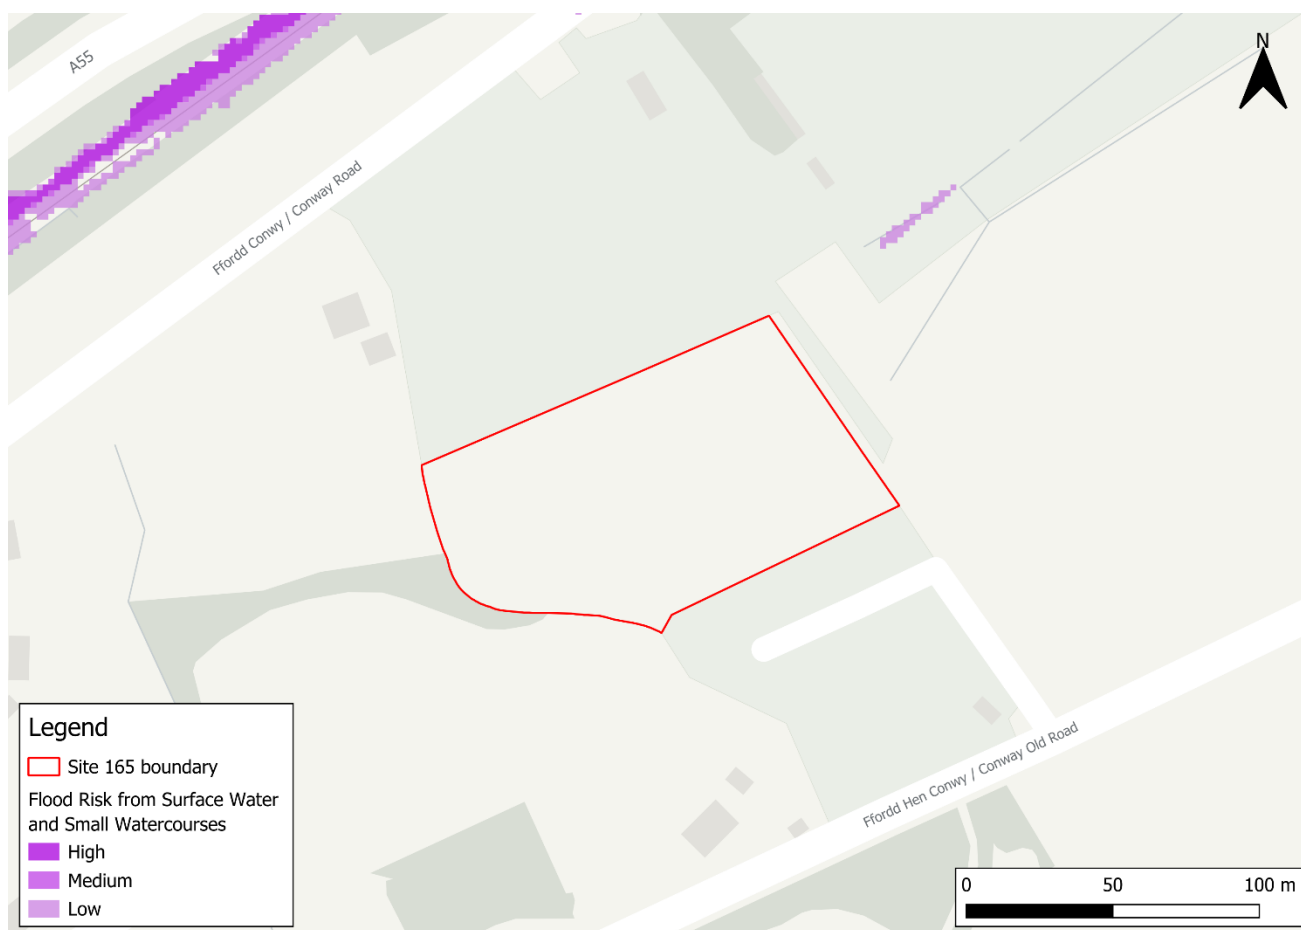 A55
N
Ffordd Conwy / Conway Road
Ffordd Hen Conwy / Conway Old Road
Legend
Site 165 boundary
Flood Risk from Surface Water
and Small Watercourses
High
Medium
Low
0 50 100 m